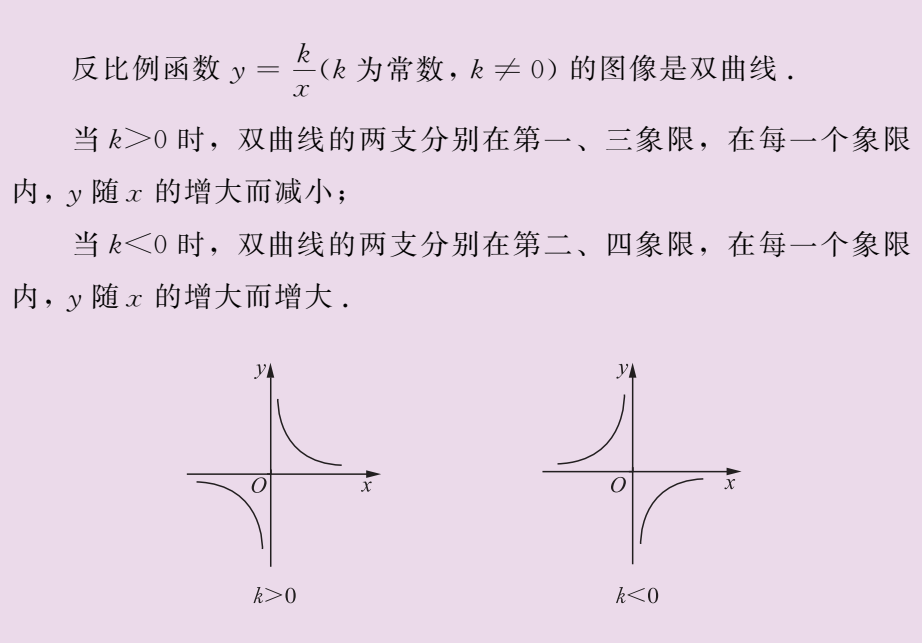 反比例函数 y = k/x (k 为常数, k ≠ 0) 的图像是双曲线．
当 k>0 时，双曲线的两支分别在第一、三象限，在每一个象限
内，y 随 x 的增大而减小；
当 k<0 时，双曲线的两支分别在第二、四象限，在每一个象限
内，y 随 x 的增大而增大．
y y
O x O x
k>0 k<0